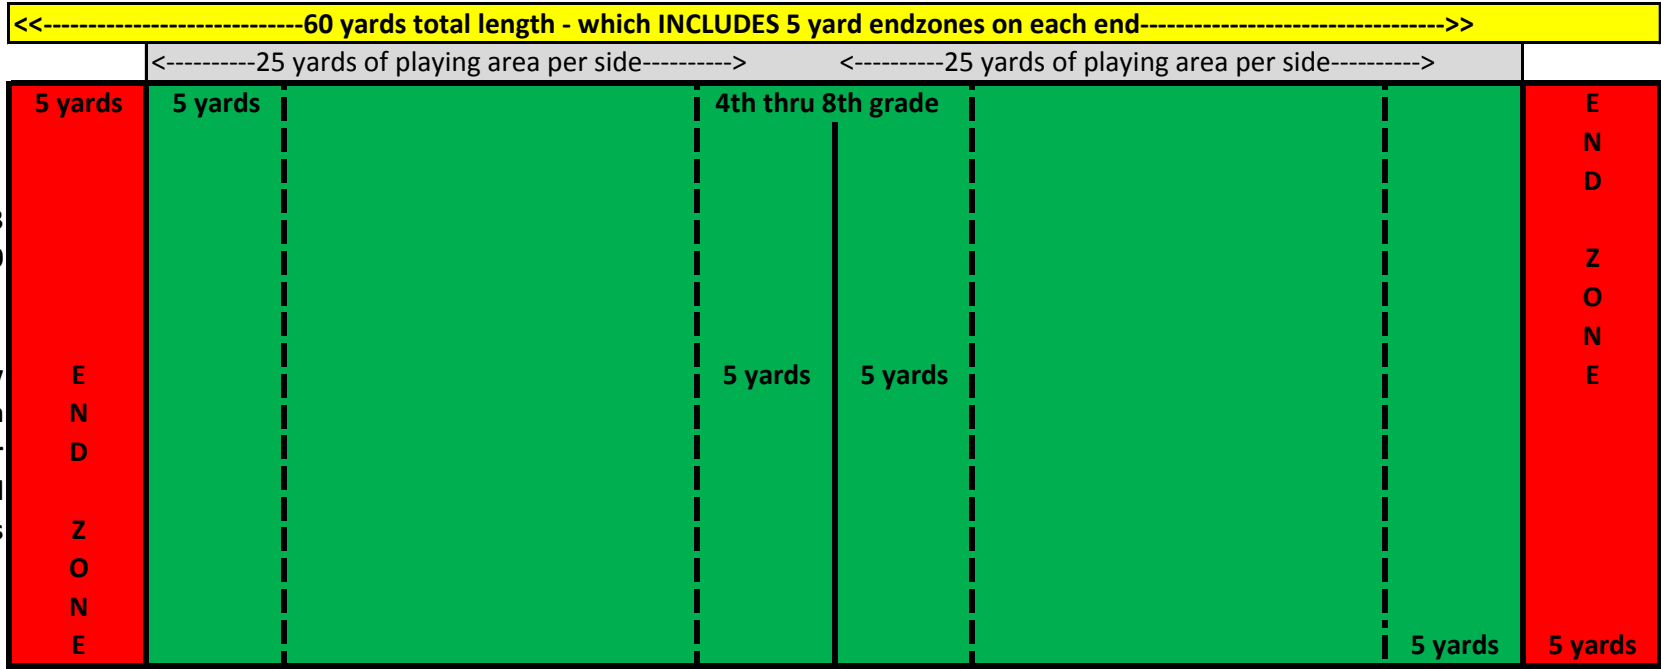 <<-----------------------------60 yards total length - which INCLUDES 5 yard endzones on each end---------------------------------->>
<----------25 yards of playing area per side----------> <----------25 yards of playing area per side---------->
5 yards 5 yards 4th thru 8th grade
E
N
D
Z
O
N
E
5 yards 5 yards
E
N
D
Z
O
N
E
5 yards 5 yards